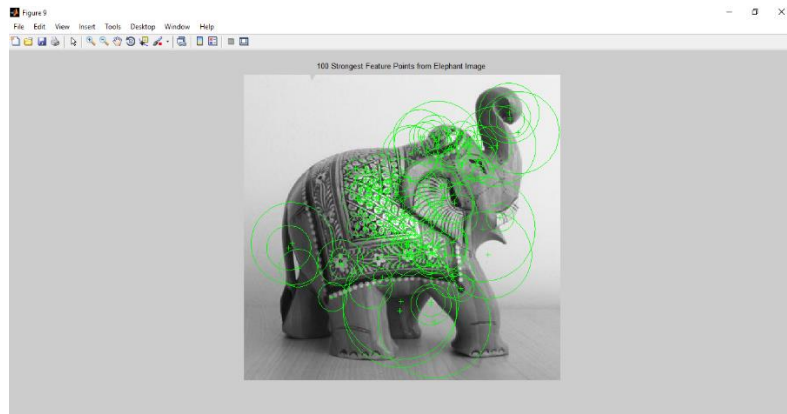 Figure 9
File Edit View Insert Tools Desktop Window Help
100 Strongest Feature Points from Elephant Image